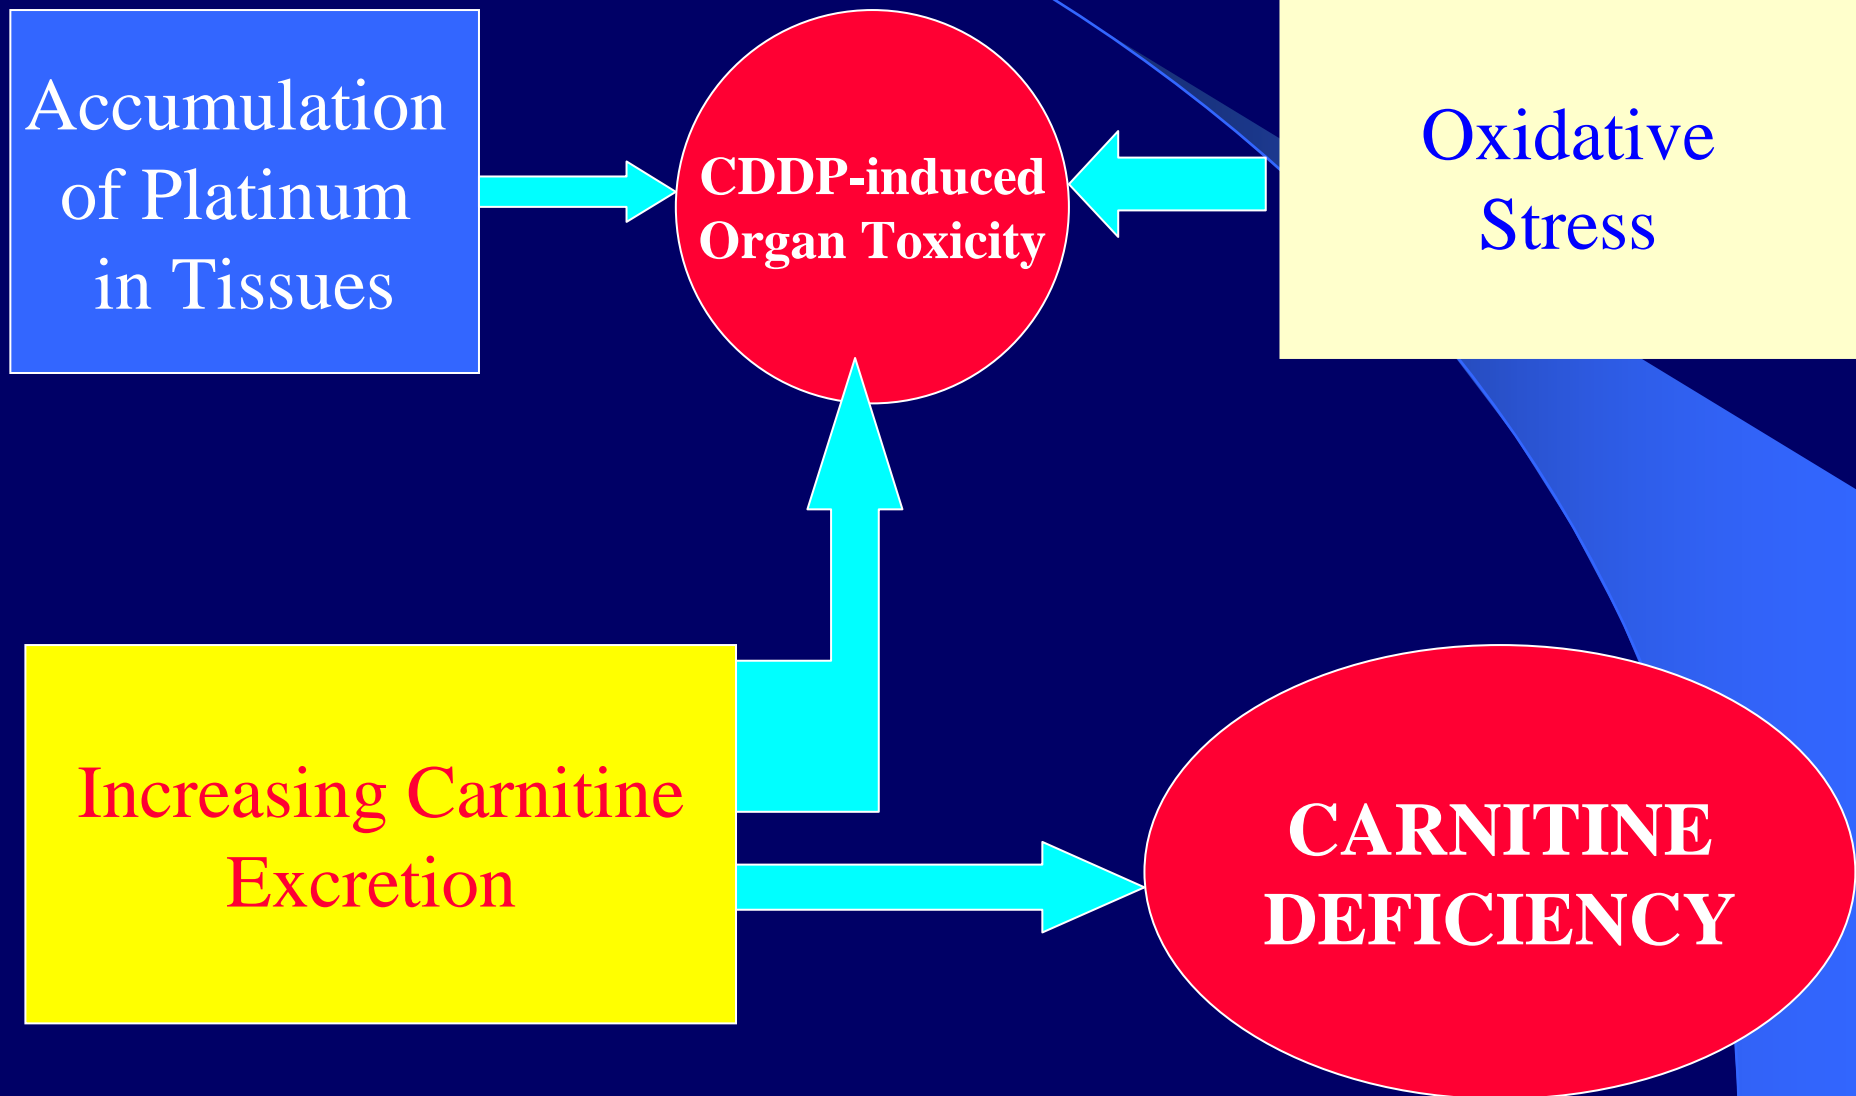 Accumulation
of Platinum
in Tissues
CDDP-induced
Organ Toxicity
Oxidative
Stress
Increasing Carnitine
Excretion
CARNITINE
DEFICIENCY